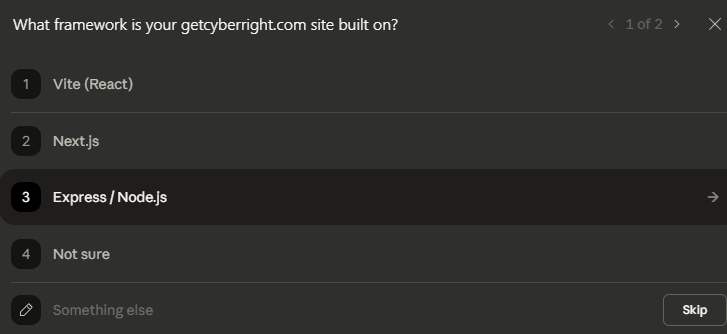 What framework is your getcyberright.com site built on?
1 of 2
1 Vite (React)
2 Next.js
3 Express / Node.js
4 Not sure
Something else
Skip